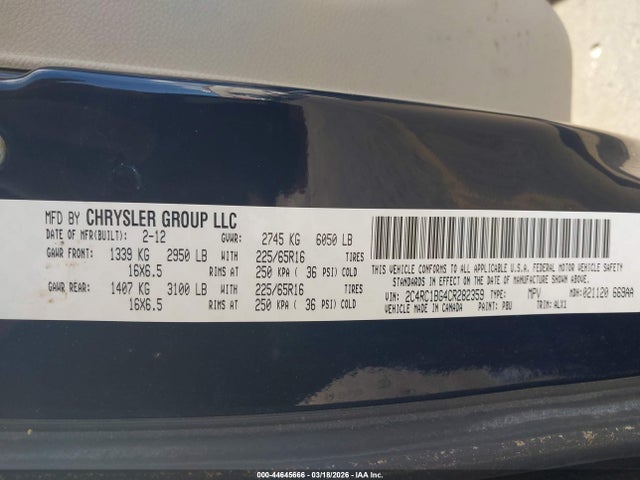 MFD BY CHRYSLER GROUP LLC
DATE OF MFR(BUILT): 2-12 GVWR: 2745 KG 6050 LB
GAWR FRONT: 1339 KG 2950 LB WITH 225/65R16 TIRES
16X6.5 RIMS AT 250 KPA ( 36 PSI) COLD
GAWR REAR: 1407 KG 3100 LB WITH 225/65R16 TIRES
16X6.5 RIMS AT 250 KPA ( 36 PSI) COLD
THIS VEHICLE CONFORMS TO ALL APPLICABLE U.S.A. FEDERAL MOTOR VEHICLE SAFETY
STANDARDS IN EFFECT ON THE DATE OF MANUFACTURE SHOWN ABOVE.
VIN: 2C4RC1BG4CR282359 TYPE: MPV MDH: 021120 669AA
VEHICLE MADE IN CANADA PAINT: PBU TRIM: ALX1
000-44645666 - 03/18/2026 - IAA Inc.